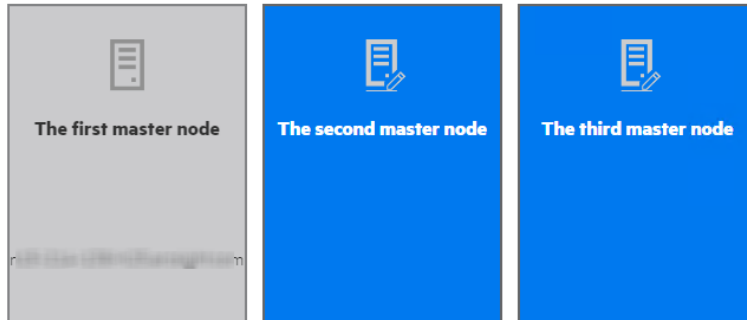 The first master node
The second master node
The third master node